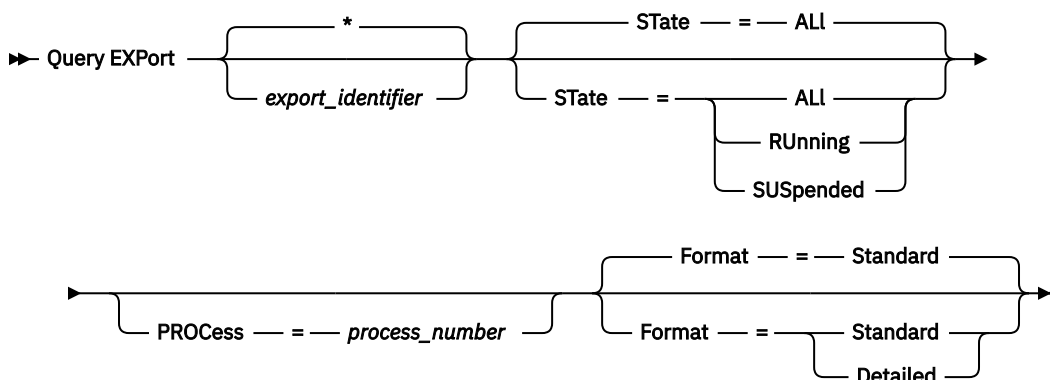 *
STate = ALl
Query EXPort
export_identifier
STate = ALl
RUnning
SUSpended
Format = Standard
PROCess = process_number
Format = Standard
Detailed